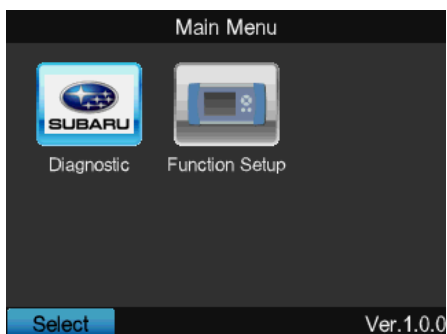 Main Menu
SUBARU
Diagnostic Function Setup
Select Ver.1.0.0